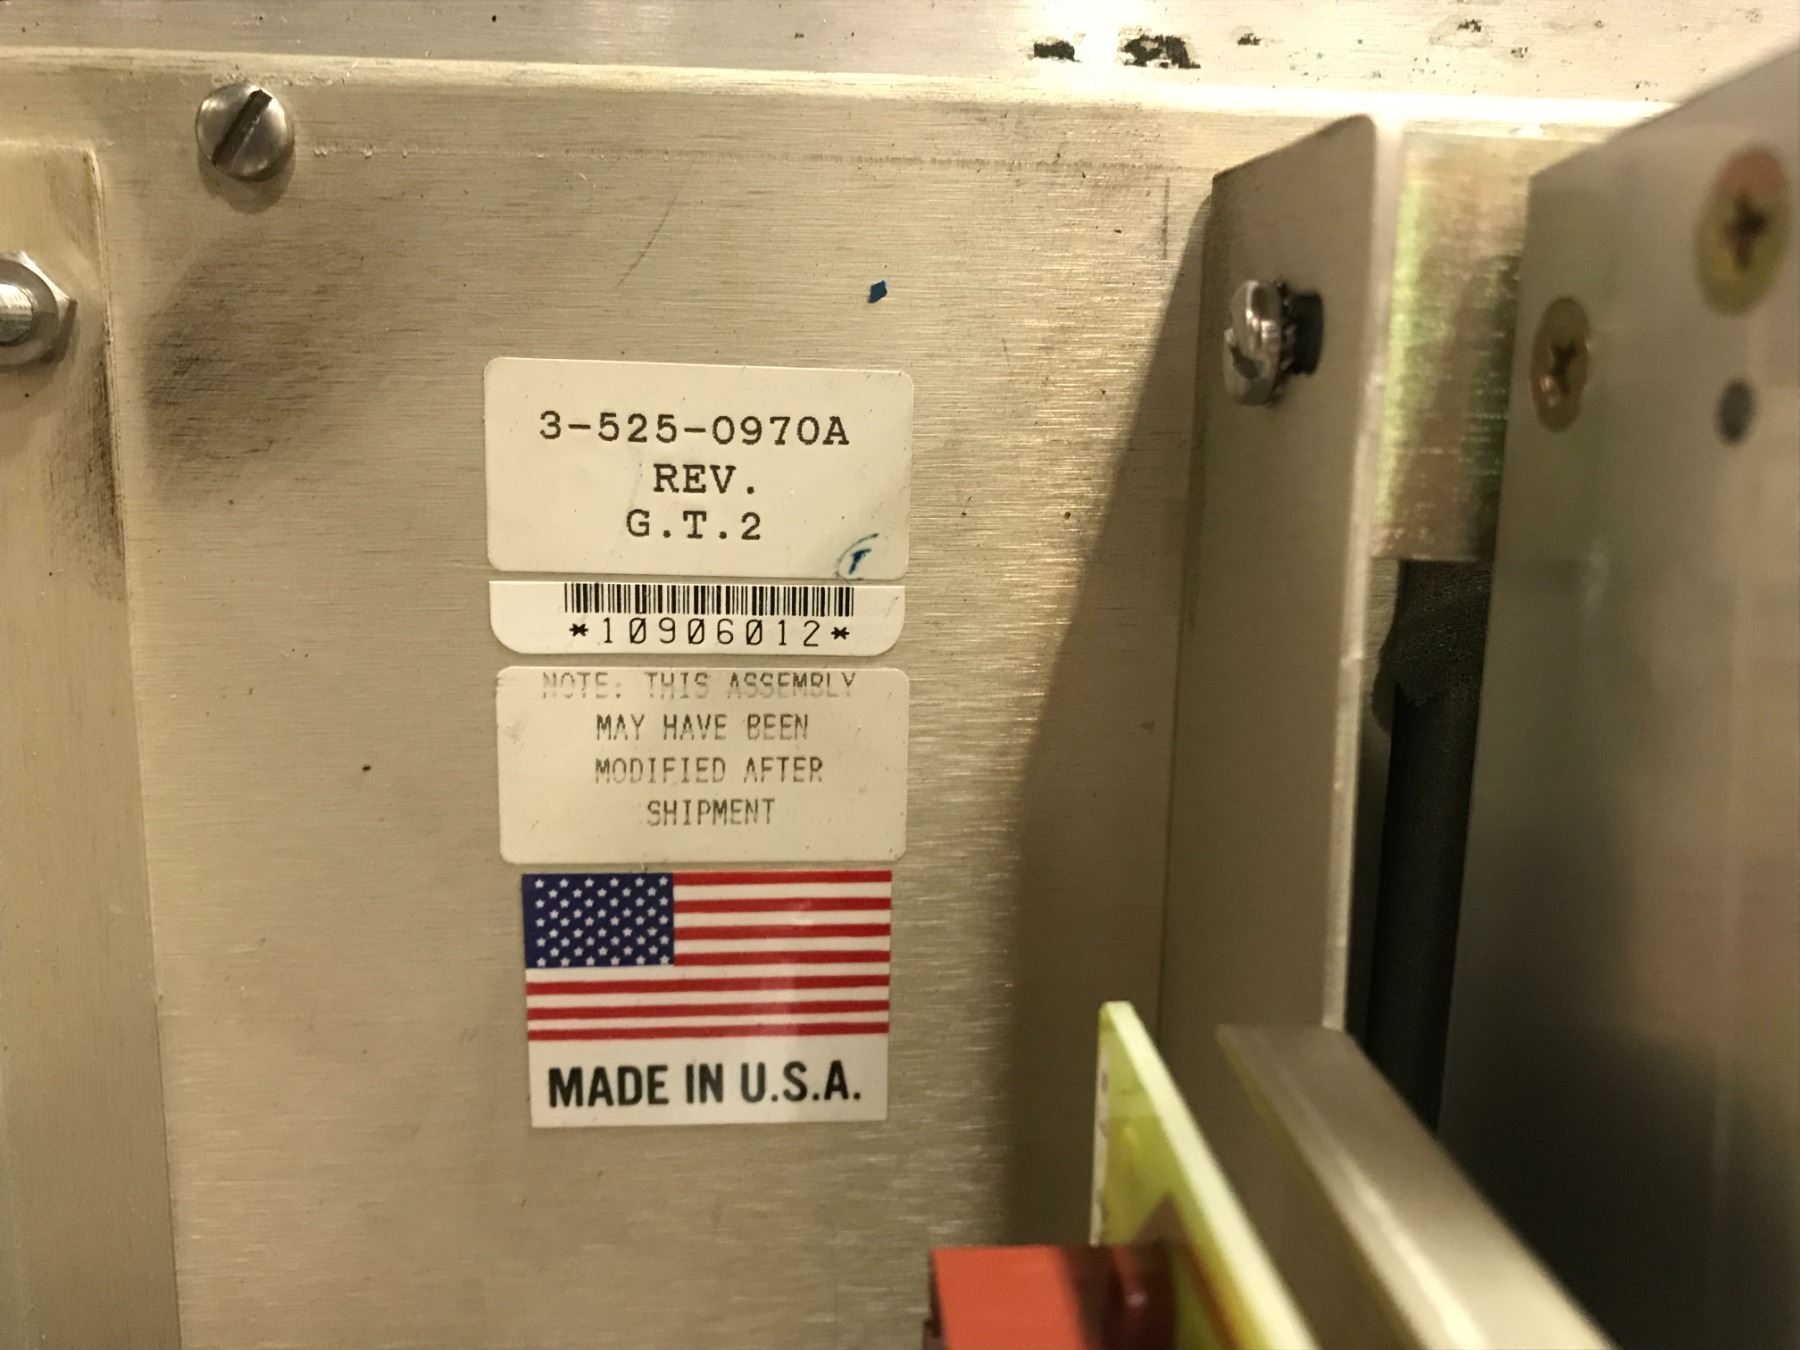 3-525-0970A
REV.
G.T.2
T
*10906012*
NOTE: THIS ASSEMBLY
MAY HAVE BEEN
MODIFIED AFTER
SHIPMENT
MADE IN U.S.A.